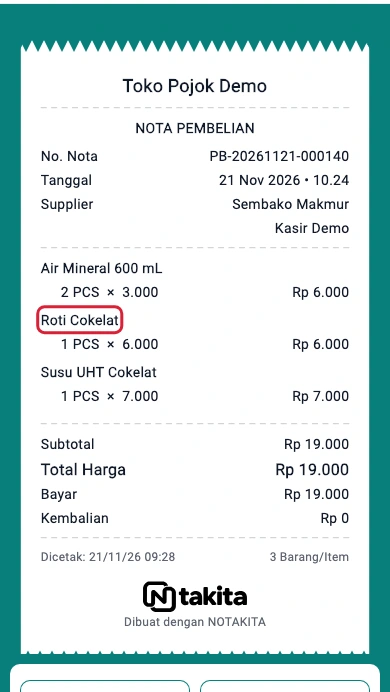 Toko Pojok Demo
NOTA PEMBELIAN
No. Nota PB-20261121-000140
Tanggal 21 Nov 2026 • 10.24
Supplier Sembako Makmur
Kasir Demo
Air Mineral 600 mL
2 PCS × 3.000 Rp 6.000
Roti Cokelat
1 PCS × 6.000 Rp 6.000
Susu UHT Cokelat
1 PCS × 7.000 Rp 7.000
Subtotal Rp 19.000
Total Harga Rp 19.000
Bayar Rp 19.000
Kembalian Rp 0
Dicetak: 21/11/26 09:28 3 Barang/Item
Ntakita
Dibuat dengan NOTAKITA